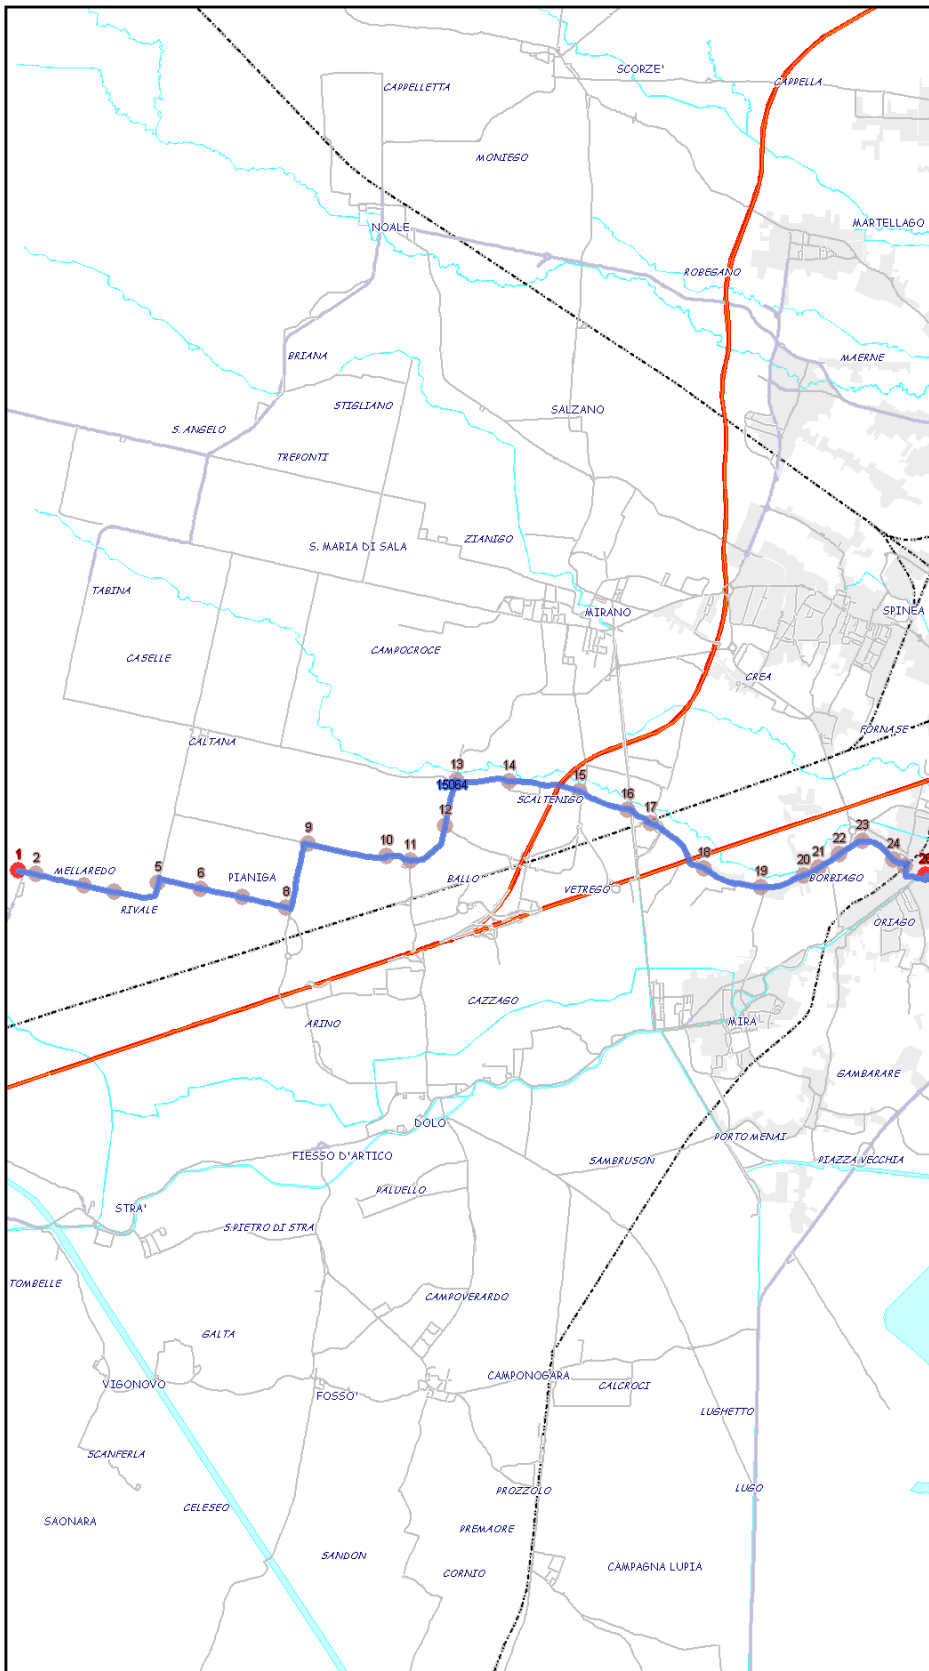 SCORZE'
CAPPELLA
CAPPELLETTA
MONIEGO
NOALE
MARTELLAGO
ROBEGANO
BRIANA
MAERNE
STIGLIANO
SALZANO
S. ANGELO
TREPONTI
ZIANIGO
S. MARIA DI SALA
TABINA
MIRANO
SPINEA
CASELLE
CAMPOCROCE
CREA
CALTANA
FORNASE
13
14
15
15064
SCALTENIGO
16
12
17
9
10
11
23
22
24
1
2
MELLAREDO
5
6
PIANIGA
8
BALLO
VETREGO
18
19
20
21
BORBIAGO
RIVALE
ORIAGO
CAZZAGO
ARINO
MIRA
GAMBARARE
DOLO
PORTO MENAI
FIESSO D'ARTICO
SAMBRUSON
PIAZZA VECCHIA
PALUELLO
STRA'
S.PIETRO DI STRA
TOMBELLE
CAMPOVERARDO
GALTA
VIGONOVO
CAMPONOGARA
CALCROCI
FOSSO'
LUGHETTO
SCANFERLA
PROZZOLO
LUGO
CELESEO
SAONARA
PREMAORE
SANDON
CORNIO
CAMPAGNA LUPIA